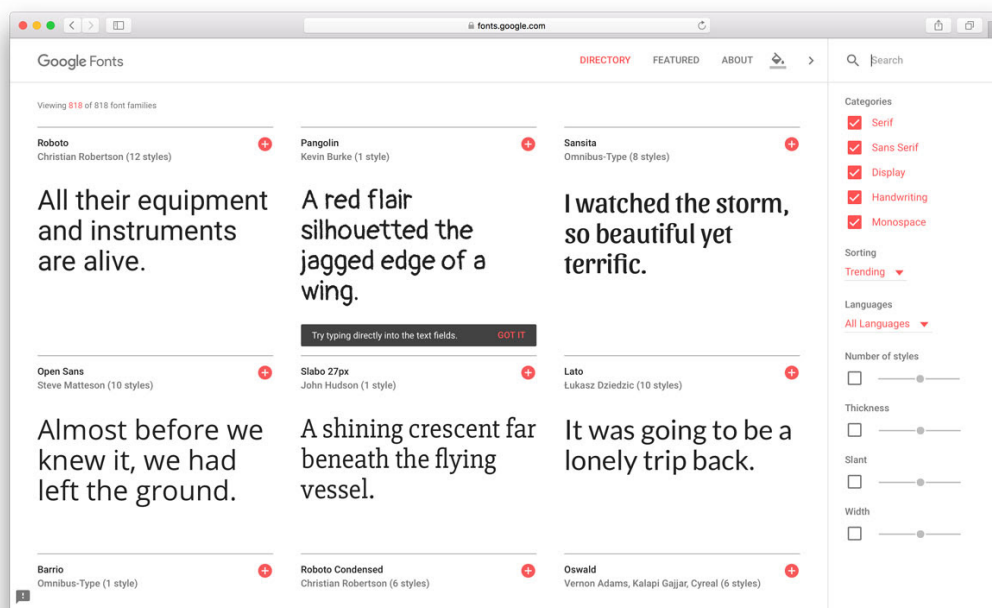 fonts.google.com
Google Fonts
DIRECTORY
FEATURED
ABOUT
Search
Viewing 818 of 818 font families
Roboto
Christian Robertson (12 styles)
All their equipment
and instruments
are alive.
Pangolin
Kevin Burke (1 style)
A red flair
silhouetted the
jagged edge of a
wing.
Try typing directly into the text fields.
GOT IT
Sansita
Omnibus-Type (8 styles)
I watched the storm,
so beautiful yet
terrific.
Open Sans
Steve Matteson (10 styles)
Almost before we
knew it, we had
left the ground.
Slabo 27px
John Hudson (1 style)
A shining crescent far
beneath the flying
vessel.
Lato
Łukasz Dziedzic (10 styles)
It was going to be a
lonely trip back.
Barrio
Omnibus-Type (1 style)
Roboto Condensed
Christian Robertson (6 styles)
Oswald
Vernon Adams, Kalapi Gajjar, Cyreal (6 styles)
Categories
Serif
Sans Serif
Display
Handwriting
Monospace
Sorting
Trending
Languages
All Languages
Number of styles
Thickness
Slant
Width